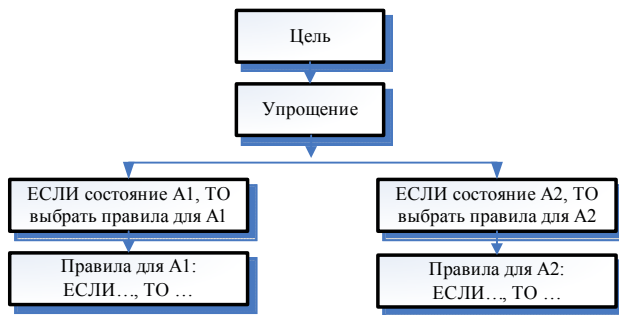 Цель
Упрощение
ЕСЛИ состояние А1, ТО
выбрать правила для А1
ЕСЛИ состояние А2, ТО
выбрать правила для А2
Правила для А1:
ЕСЛИ…, ТО …
Правила для А2:
ЕСЛИ…, ТО …